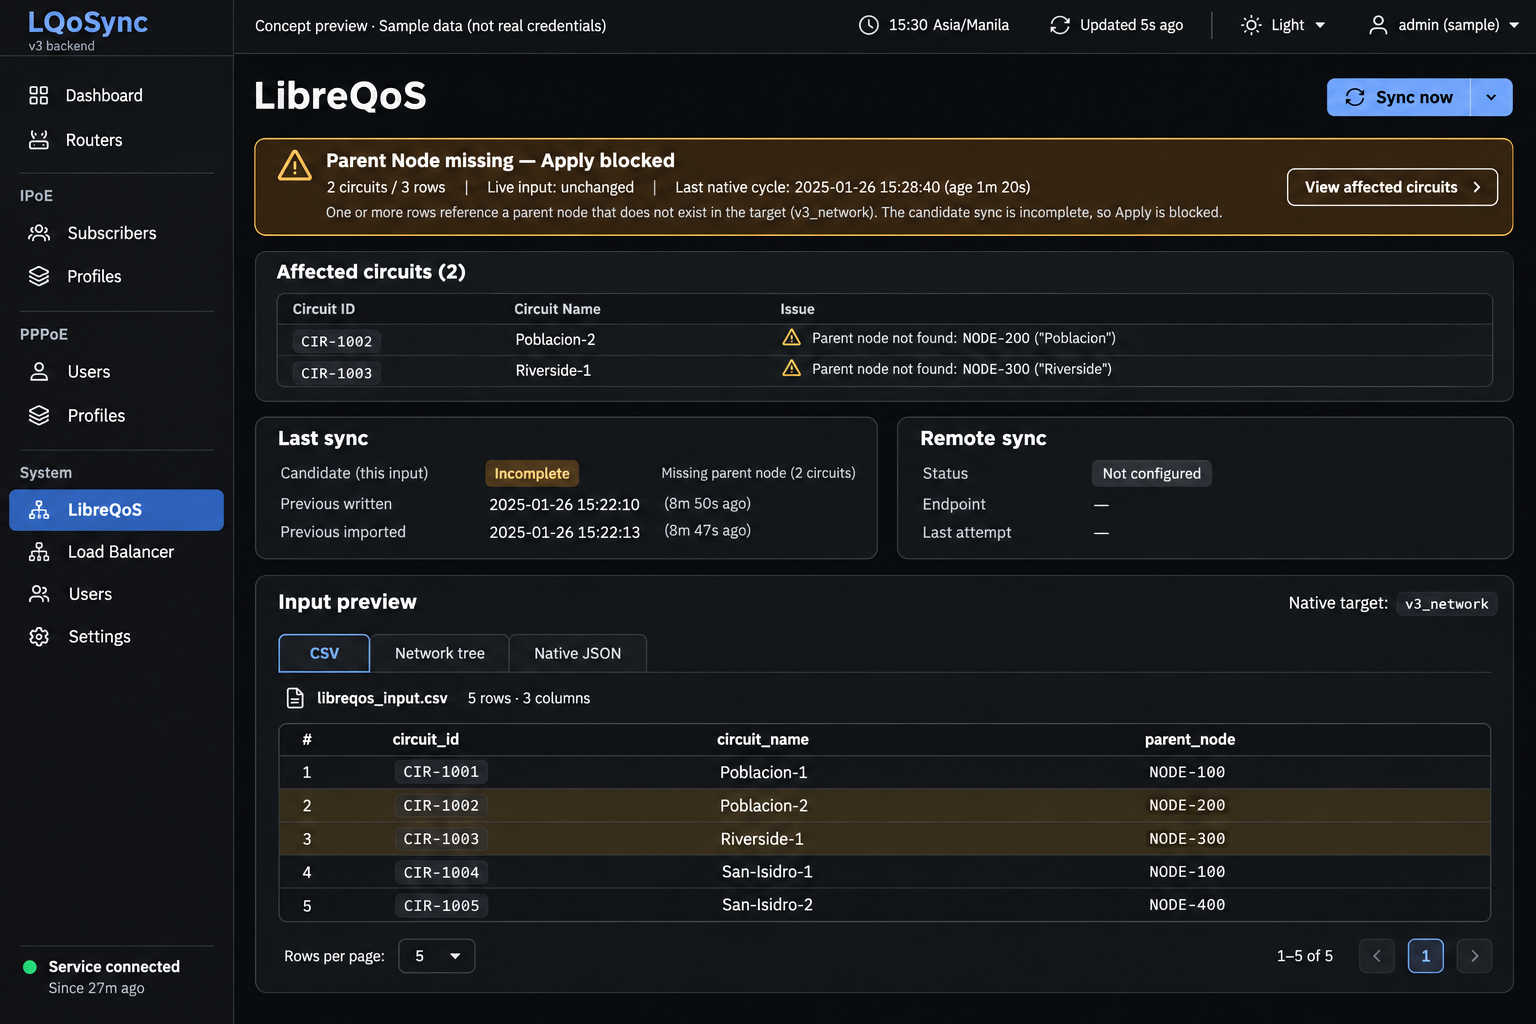 LQoSync
v3 backend
Concept preview · Sample data (not real credentials)
15:30 Asia/Manila
Updated 5s ago
Light
admin (sample)
Dashboard
Routers
IPoE
Subscribers
Profiles
PPPoE
Users
Profiles
System
LibreQoS
Load Balancer
Users
Settings
Service connected
Since 27m ago
LibreQoS
Sync now
Parent Node missing — Apply blocked
2 circuits / 3 rows | Live input: unchanged | Last native cycle: 2025-01-26 15:28:40 (age 1m 20s)
One or more rows reference a parent node that does not exist in the target (v3_network). The candidate sync is incomplete, so Apply is blocked.
View affected circuits
Affected circuits (2)
Circuit ID Circuit Name Issue
CIR-1002 Poblacion-2 Parent node not found: NODE-200 ("Poblacion")
CIR-1003 Riverside-1 Parent node not found: NODE-300 ("Riverside")
Last sync
Candidate (this input) Incomplete Missing parent node (2 circuits)
Previous written 2025-01-26 15:22:10 (8m 50s ago)
Previous imported 2025-01-26 15:22:13 (8m 47s ago)
Remote sync
Status Not configured
Endpoint —
Last attempt —
Input preview
Native target: v3_network
CSV Network tree Native JSON
libreqos_input.csv 5 rows · 3 columns
# circuit_id circuit_name parent_node
1 CIR-1001 Poblacion-1 NODE-100
2 CIR-1002 Poblacion-2 NODE-200
3 CIR-1003 Riverside-1 NODE-300
4 CIR-1004 San-Isidro-1 NODE-100
5 CIR-1005 San-Isidro-2 NODE-400
Rows per page: 5
1–5 of 5
1